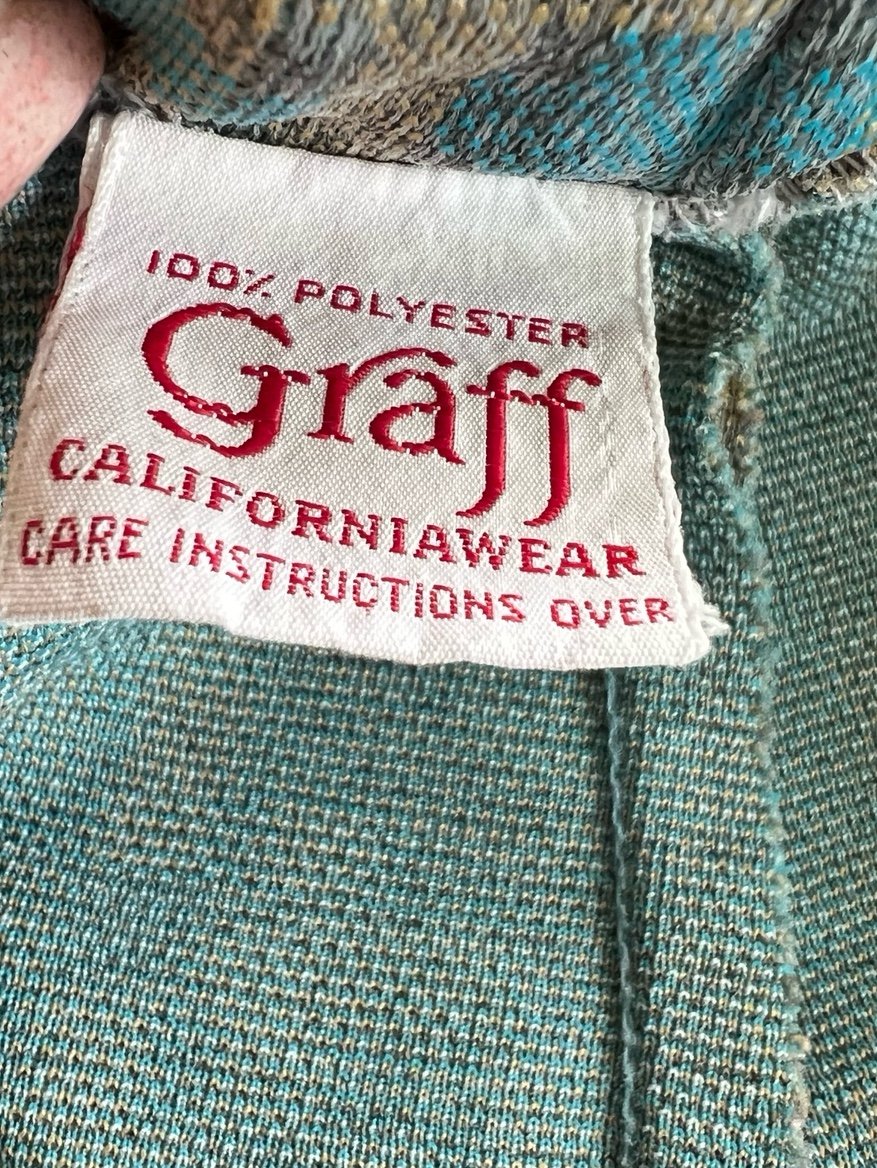 100% POLYESTER
Graff
CALIFORNIAWEAR
CARE INSTRUCTIONS OVER